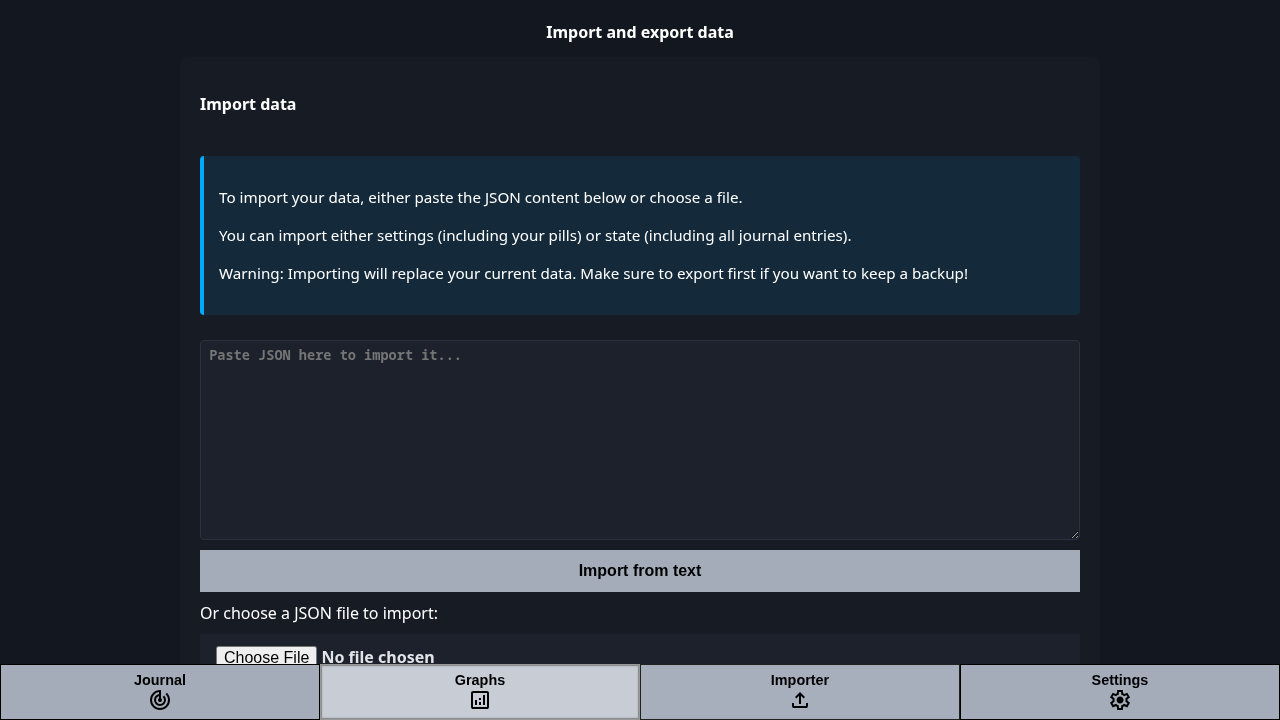 Import and export data
Import data
To import your data, either paste the JSON content below or choose a file.
You can import either settings (including your pills) or state (including all journal entries).
Warning: Importing will replace your current data. Make sure to export first if you want to keep a backup!
Paste JSON here to import it...
Import from text
Or choose a JSON file to import:
Choose File No file chosen
Journal Graphs Importer Settings